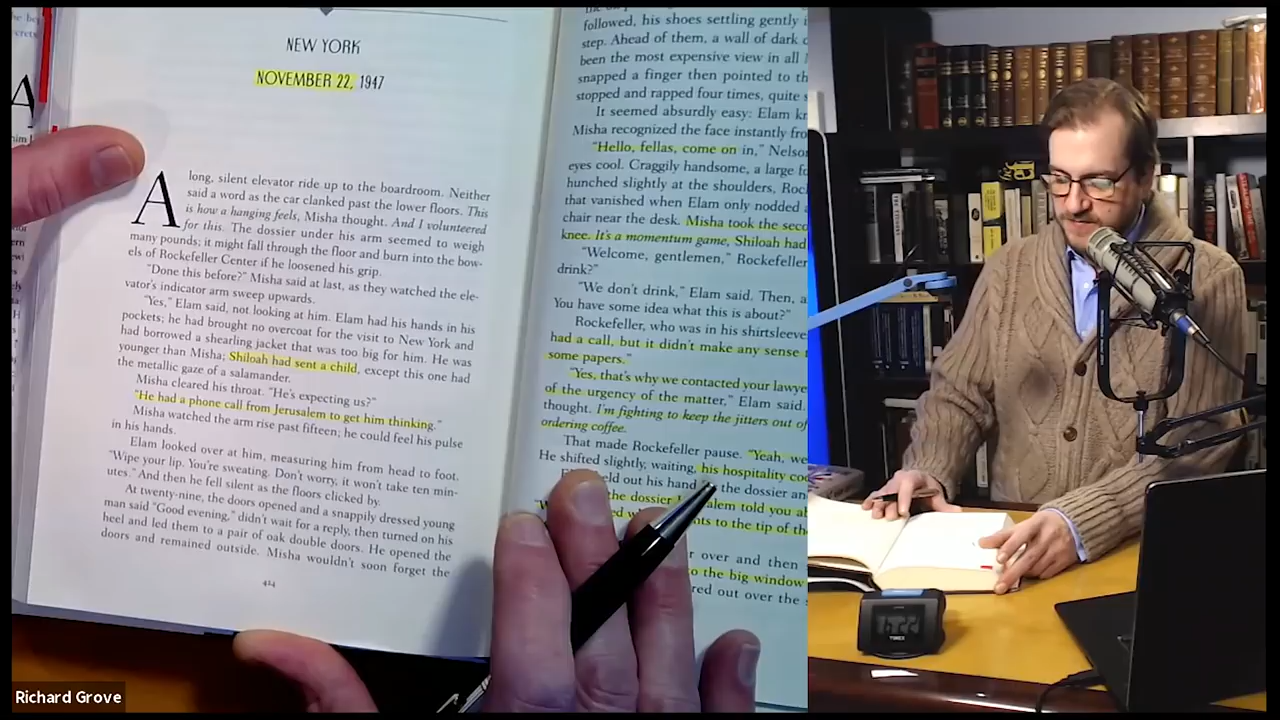 NEW YORK
NOVEMBER 22, 1947
A long, silent elevator ride up to the boardroom. Neither
said a word as the car clanked past the lower floors. This
is how a hanging feels, Misha thought. And I volunteered
for this. The dossier under his arm seemed to weigh
many pounds; it might fall through the floor and burn into the bow-
els of Rockefeller Center if he loosened his grip.
"Done this before?" Misha said at last, as they watched the ele-
vator's indicator arm sweep upwards.
"Yes," Elam said, not looking at him. Elam had his hands in his
pockets; he had brought no overcoat for the visit to New York and
had borrowed a shearling jacket that was too big for him. He was
younger than Misha; Shiloah had sent a child, except this one had
the metallic gaze of a salamander.
Misha cleared his throat. "He's expecting us?"
"He had a phone call from Jerusalem to get him thinking."
Misha watched the arm rise past fifteen; he could feel his pulse
in his hands.
Elam looked over at him, measuring him from head to foot.
"Wipe your lip. You're sweating. Don't worry, it won't take ten min-
utes." And then he fell silent as the floors clicked by.
At twenty-nine, the doors opened and a snappily dressed young
man said "Good evening," didn't wait for a reply, then turned on his
heel and led them to a pair of oak double doors. He opened the
doors and remained outside. Misha wouldn't soon forget the
424
followed, his shoes settling gently
step. Ahead of them, a wall of dark
been the most expensive view in all
snapped a finger then pointed to th
stopped and rapped four times, quite
It seemed absurdly easy: Elam
Misha recognized the face instantly
"Hello, fellas, come on in," Nelso
eyes cool. Craggily handsome, a large
hunched slightly at the shoulders,
that vanished when Elam only nodded
chair near the desk. Misha took the
knee. It's a momentum game, Shiloah had
"Welcome, gentlemen," Rockefeller
drink?"
"We don't drink," Elam said. Then,
You have some idea what this is about?"
Rockefeller, who was in his shirtsleeve
had a call, but it didn't make any sense
some papers."
"Yes, that's why we contacted your lawye
of the urgency of the matter," Elam said.
thought. I'm fighting to keep the jitters out of
ordering coffee.
That made Rockefeller pause. "Yeah, we
He shifted slightly, waiting, his hospitality
held out his hand the dossier
the dossier told you
to the tip of the
over and then
to the big window
out over the
TIMEX
Richard Grove